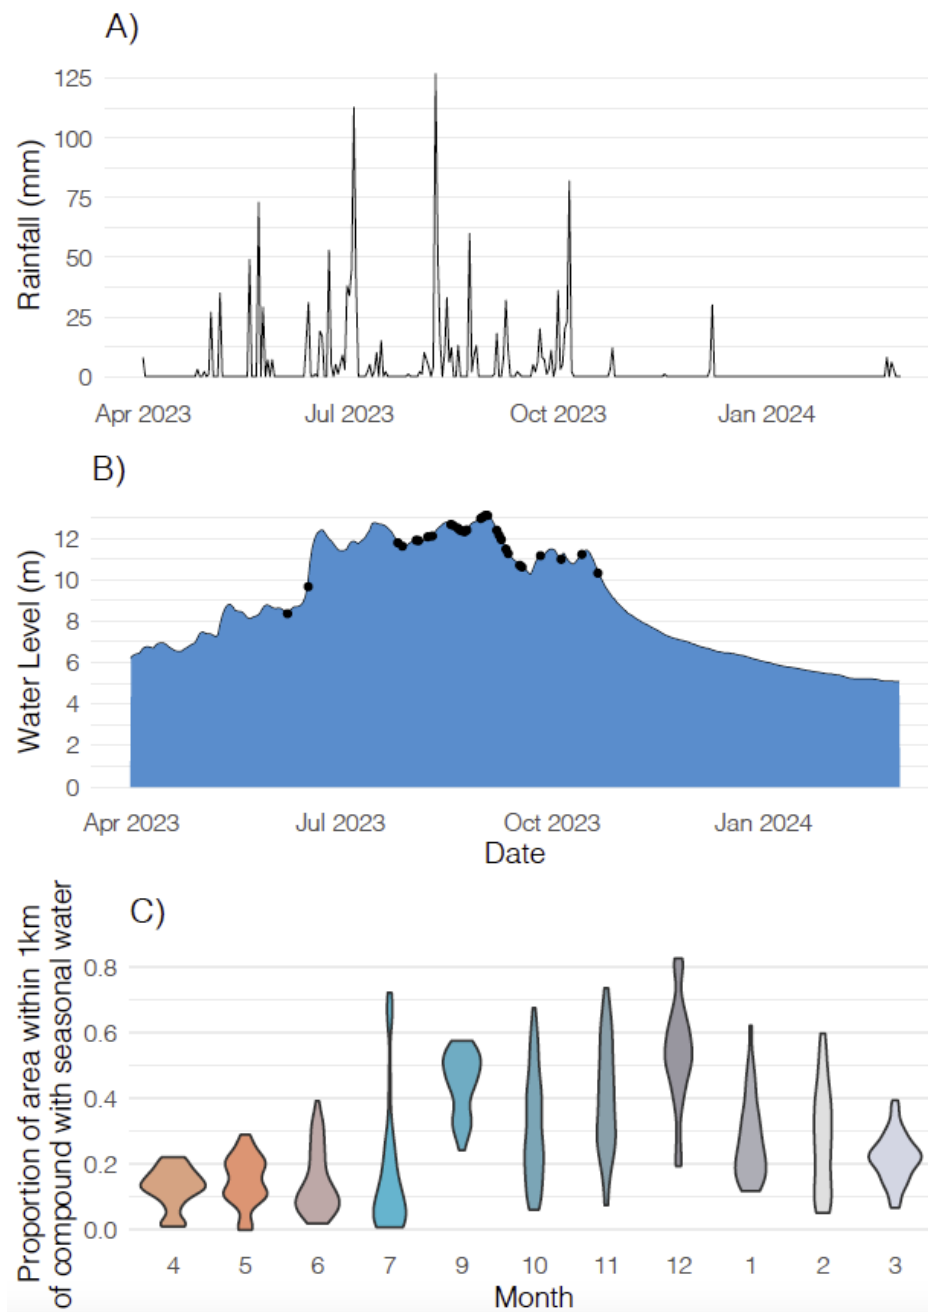 A)
Rainfall (mm)
125
100
75
50
25
0
Apr 2023 Jul 2023 Oct 2023 Jan 2024
B)
Water Level (m)
12
10
8
6
4
2
0
Apr 2023 Jul 2023 Oct 2023 Jan 2024
Date
C)
Proportion of area within 1km
of compound with seasonal water
0.8
0.6
0.4
0.2
0.0
4 5 6 7 9 10 11 12 1 2 3
Month